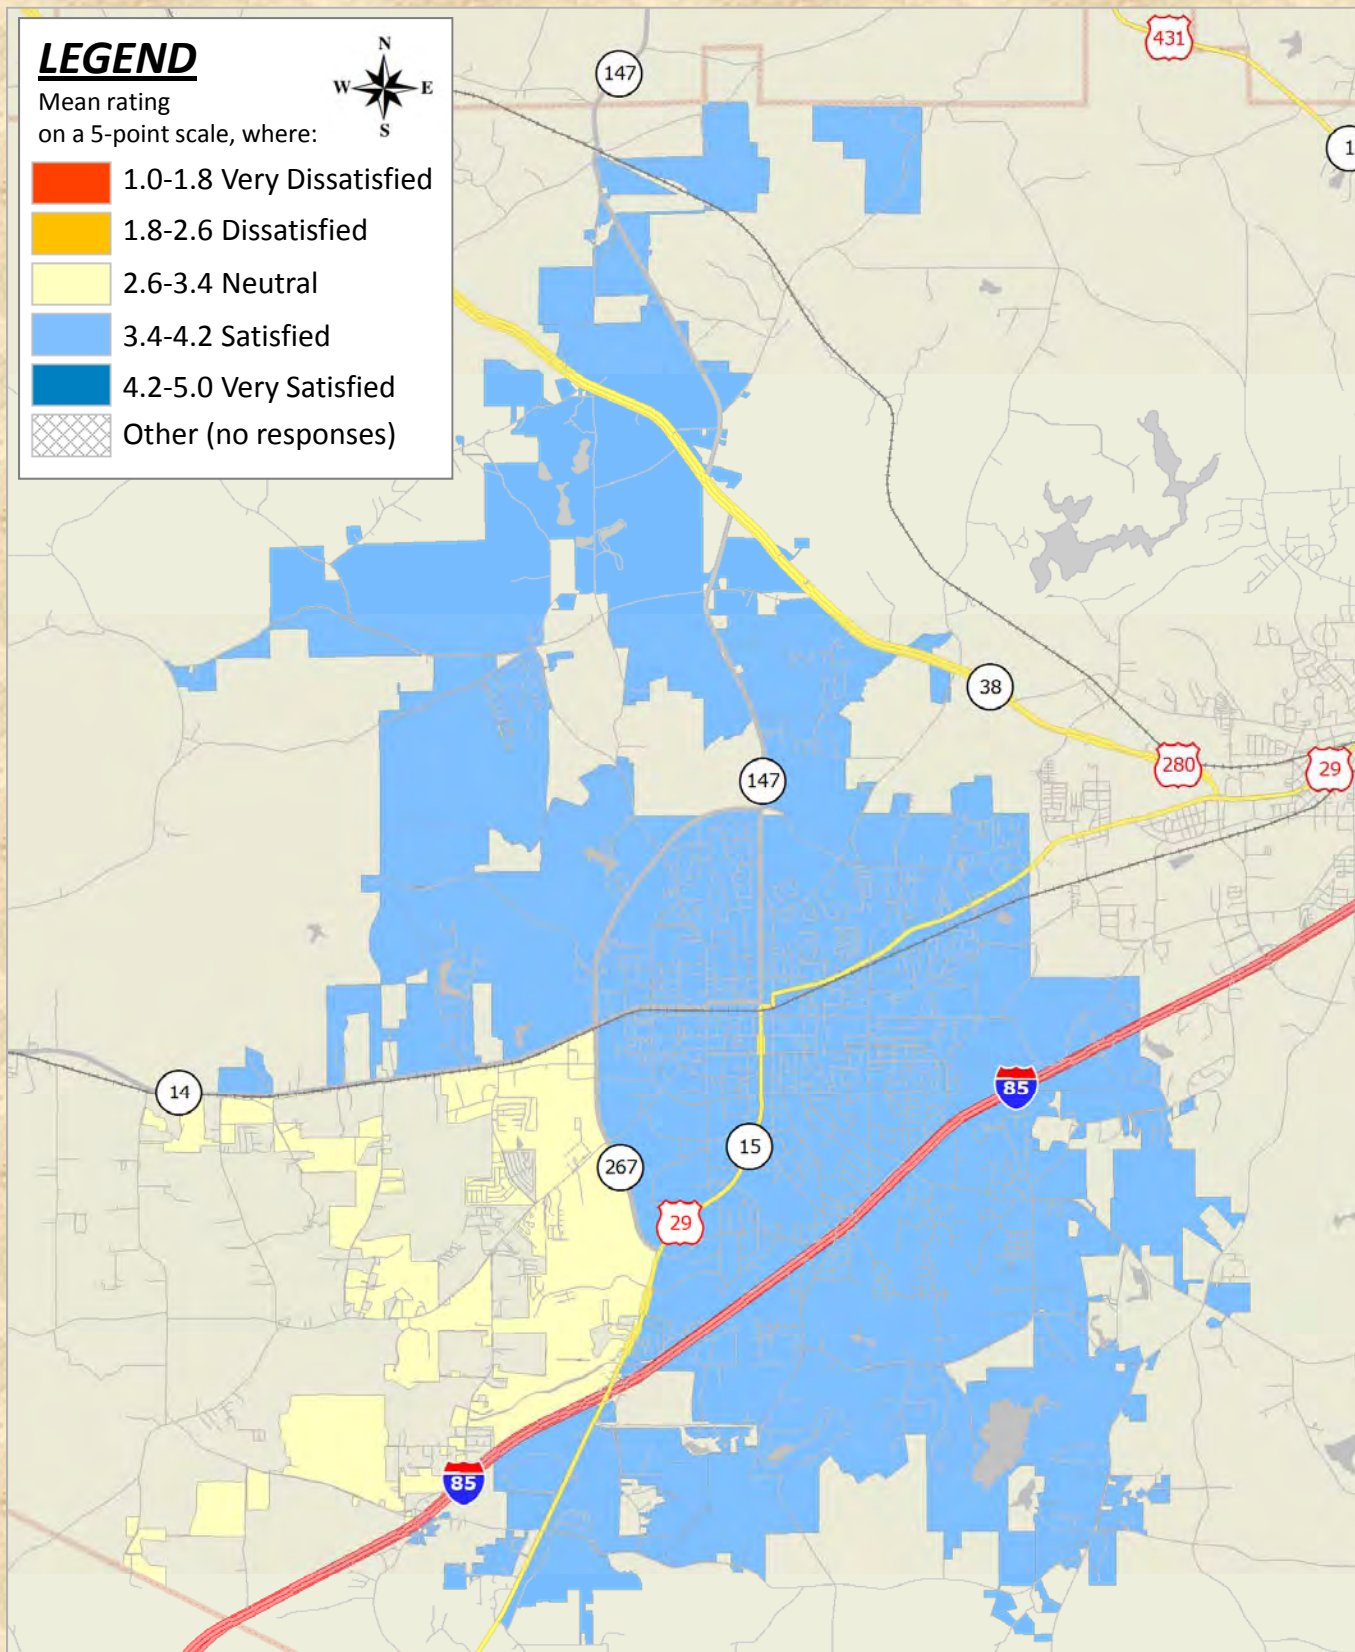 LEGEND
N
W E
S
Mean rating
on a 5-point scale, where:
1.0-1.8 Very Dissatisfied
1.8-2.6 Dissatisfied
2.6-3.4 Neutral
3.4-4.2 Satisfied
4.2-5.0 Very Satisfied
Other (no responses)
147
431
1
38
147
280
29
14
85
15
267
29
85